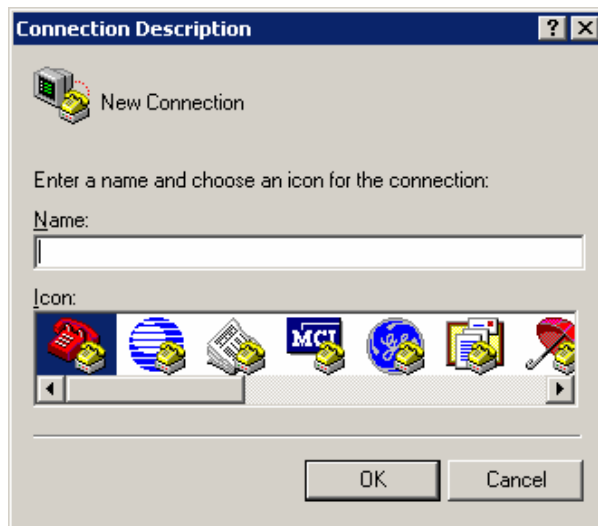 Connection Description
New Connection
Enter a name and choose an icon for the connection:
Name:
Icon:
MCI
OK Cancel